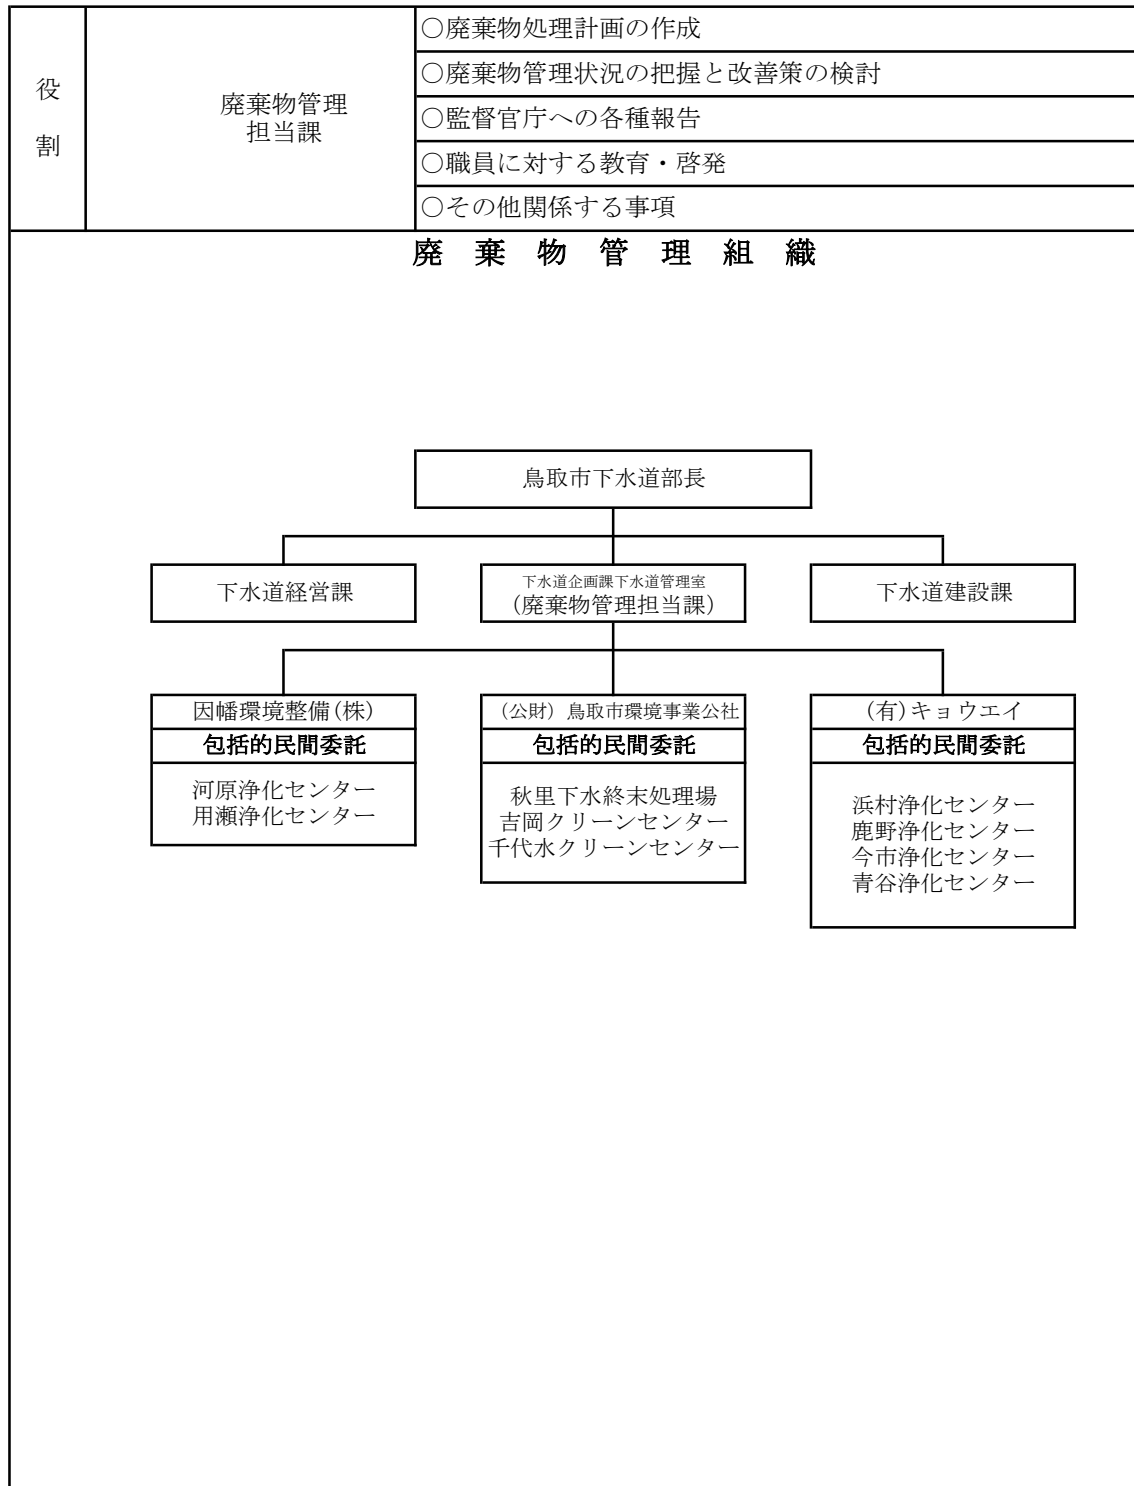 役
割
廃棄物管理
担当課
○廃棄物処理計画の作成
○廃棄物管理状況の把握と改善策の検討
○監督官庁への各種報告
○職員に対する教育・啓発
○その他関係する事項
廃棄物管理組織
鳥取市下水道部長
下水道経営課
下水道企画課下水道管理室
(廃棄物管理担当課)
下水道建設課
因幡環境整備(株)
包括的民間委託
河原浄化センター
用瀬浄化センター
(公財)鳥取市環境事業公社
包括的民間委託
秋里下水終末処理場
吉岡クリーンセンター
千代水クリーンセンター
(有)キョウエイ
包括的民間委託
浜村浄化センター
鹿野浄化センター
今市浄化センター
青谷浄化センター